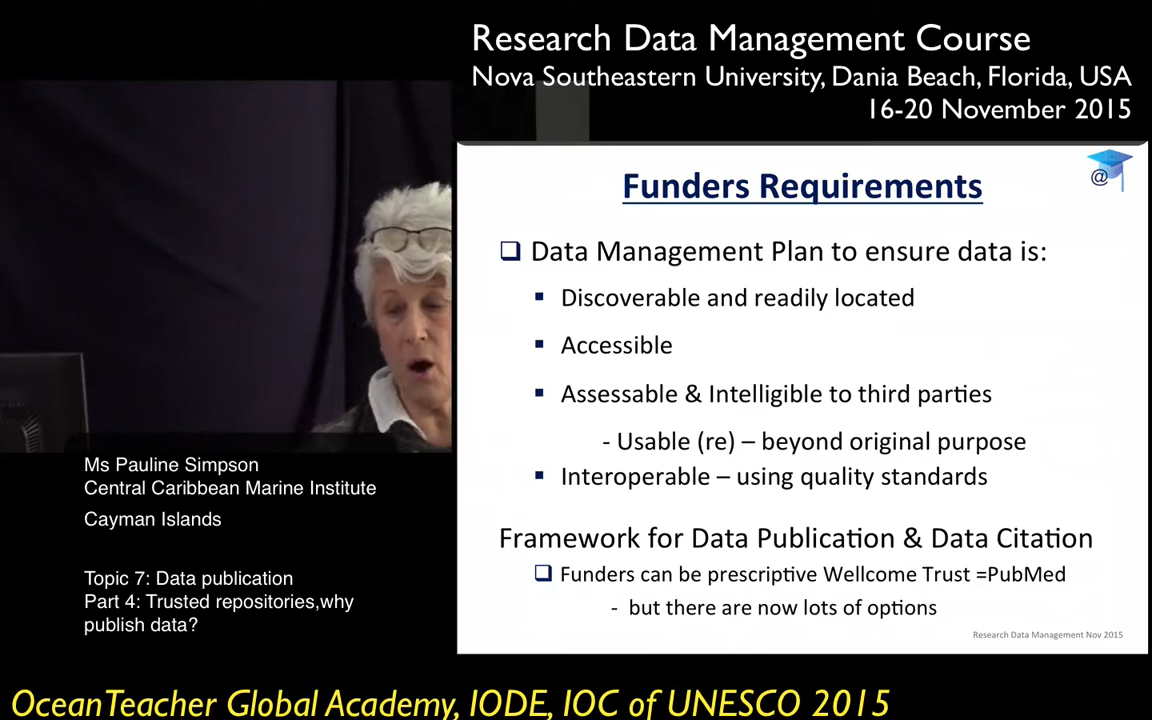 Research Data Management Course
Nova Southeastern University, Dania Beach, Florida, USA
16-20 November 2015
@
Funders Requirements
❑ Data Management Plan to ensure data is:
▪ Discoverable and readily located
▪ Accessible
▪ Assessable & Intelligible to third parties
- Usable (re) – beyond original purpose
▪ Interoperable – using quality standards
Framework for Data Publication & Data Citation
❑ Funders can be prescriptive Wellcome Trust =PubMed
- but there are now lots of options
Research Data Management Nov 2015
Ms Pauline Simpson
Central Caribbean Marine Institute
Cayman Islands
Topic 7: Data publication
Part 4: Trusted repositories,why
publish data?
OceanTeacher Global Academy, IODE, IOC of UNESCO 2015